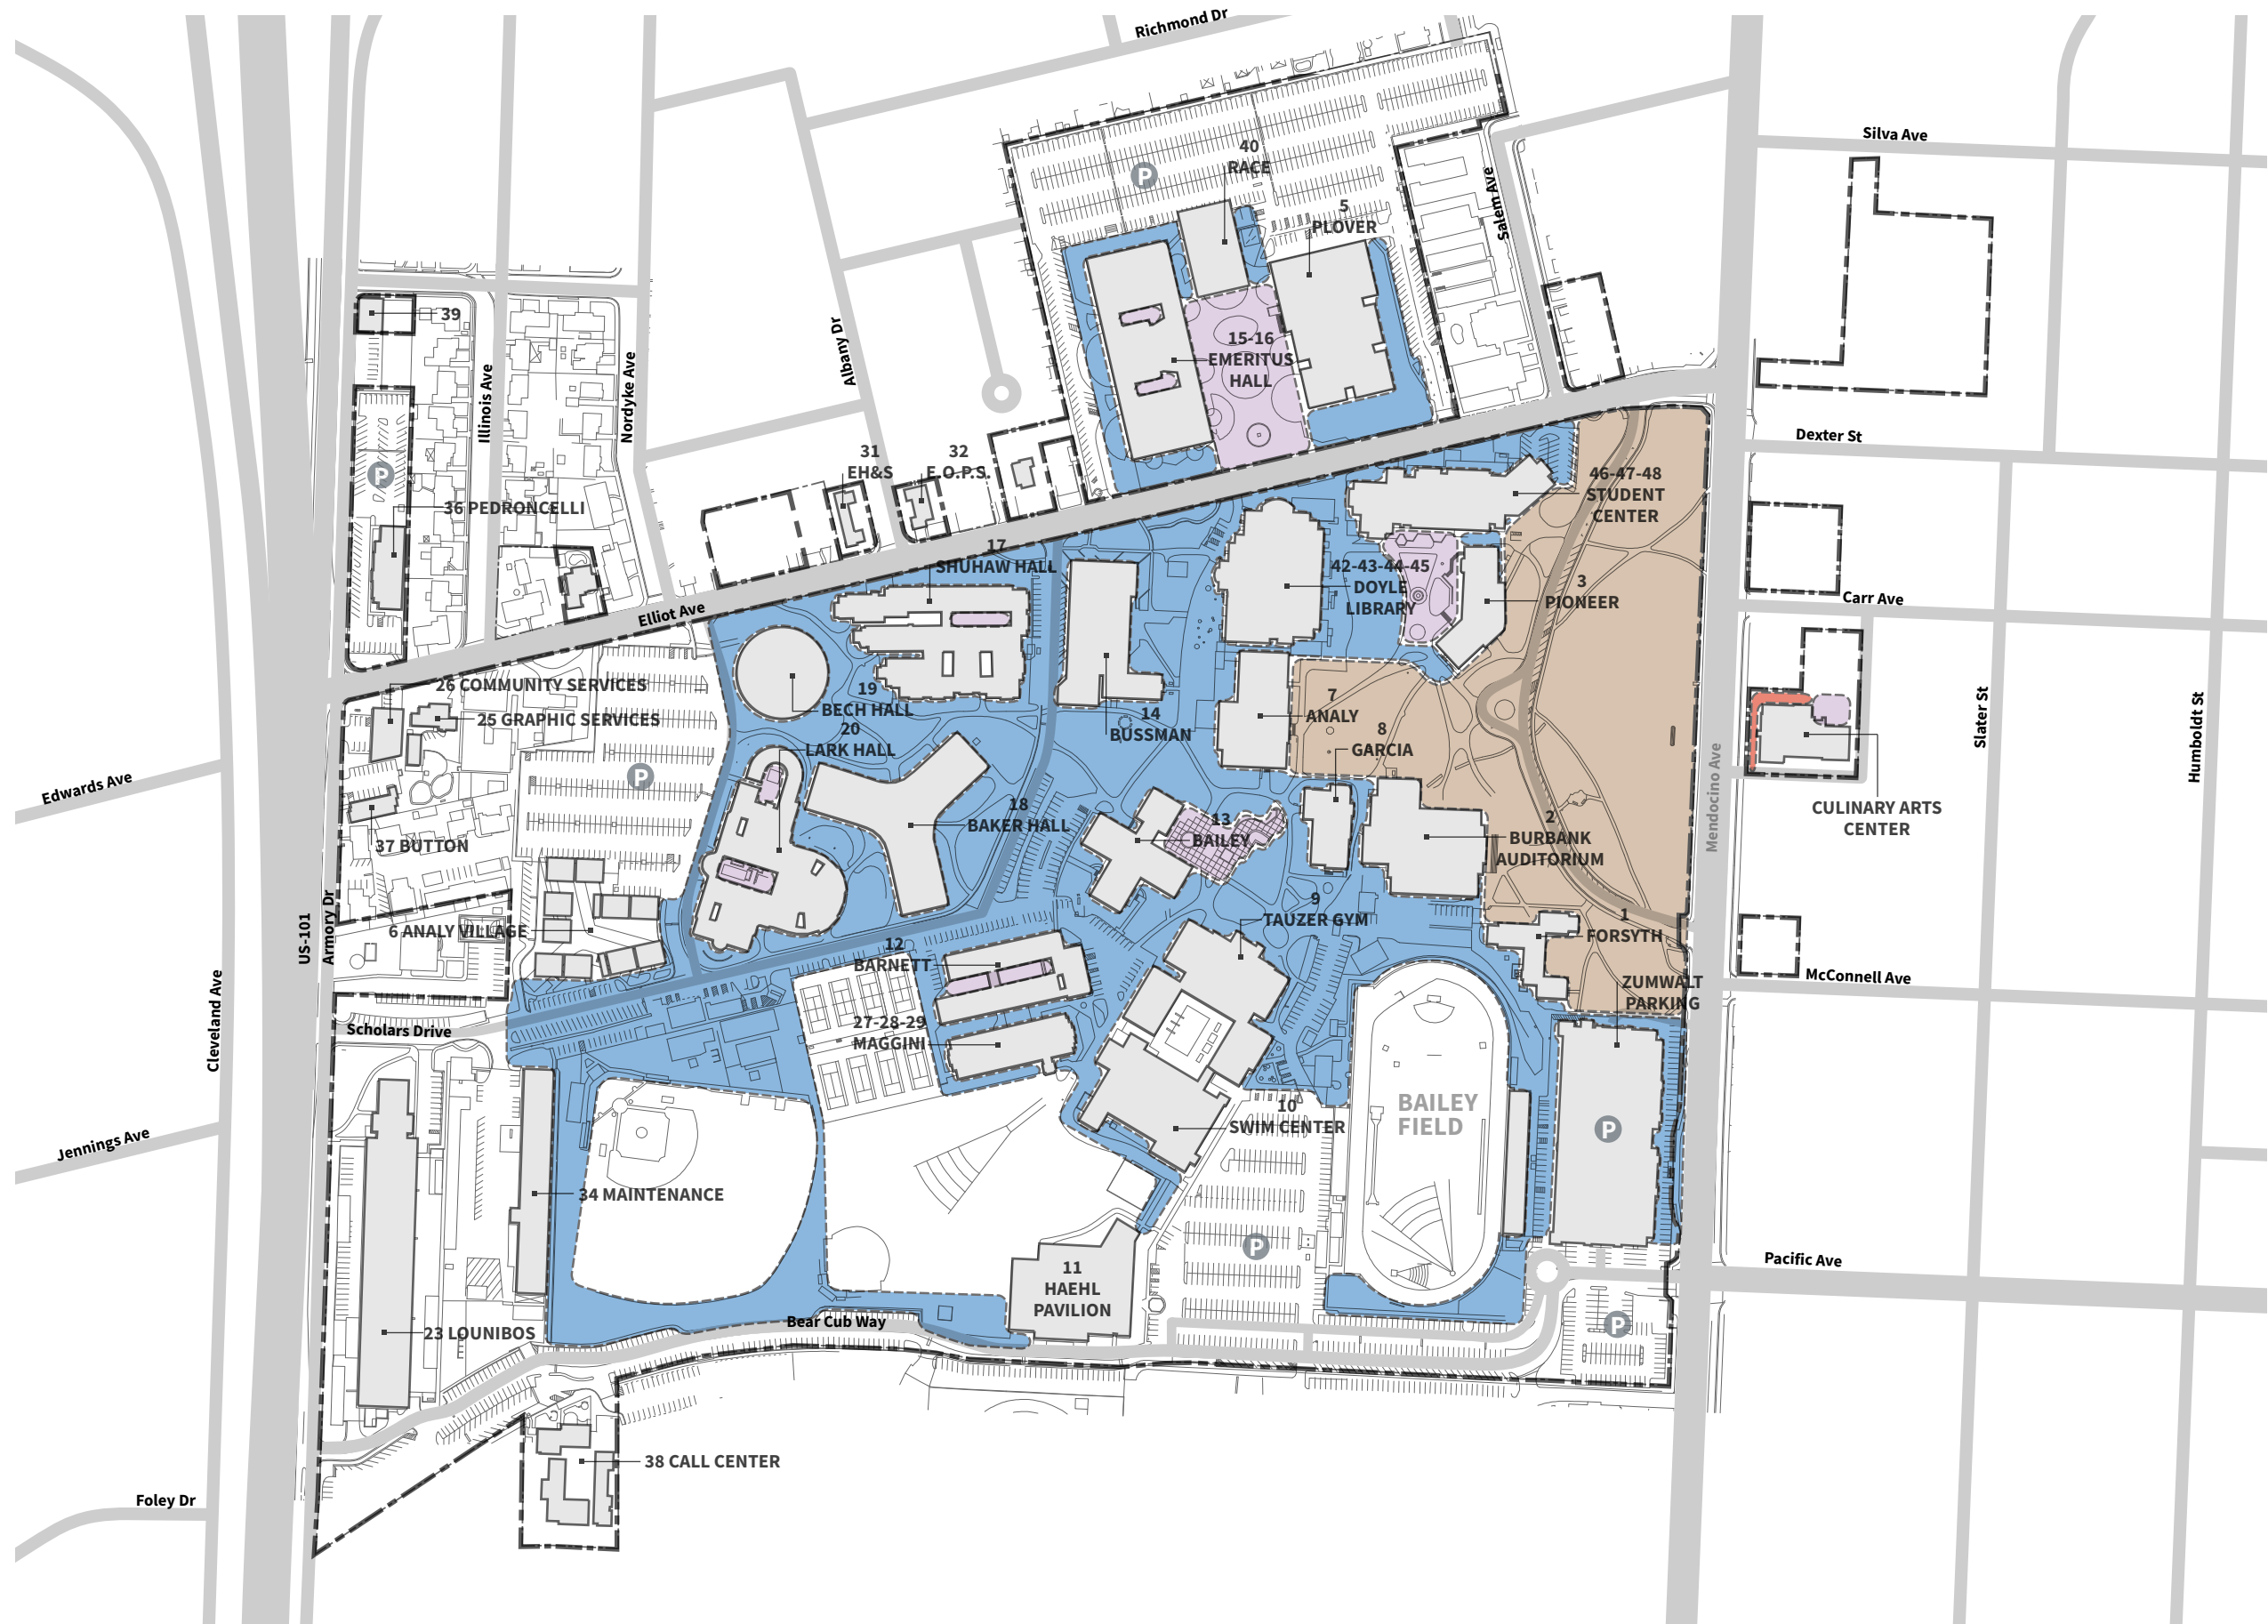 Richmond Dr
Silva Ave
40
RACE
P
Salem Ave
5
PLOVER
39
15-16
EMERITUS
HALL
Albany Dr
Illinois Ave
Nordyke Ave
Dexter St
31
EH&S
32
E.O.P.S.
P
46-47-48
STUDENT
CENTER
36 PEDRONCELLI
17
SHUHAW HALL
42-43-44-45
DOYLE
LIBRARY
3
PIONEER
Carr Ave
Elliot Ave
26 COMMUNITY SERVICES
25 GRAPHIC SERVICES
19
BECH HALL
7
ANALY
14
BUSSMAN
8
GARCIA
20
LARK HALL
Slater St
Humboldt St
Mendocino Ave
Edwards Ave
P
CULINARY ARTS
CENTER
18
BAKER HALL
13
BAILEY
2
BURBANK
AUDITORIUM
37 BUTTON
9
TAUZER GYM
1
FORSYTH
US-101
Armory Dr
6 ANALY VILLAGE
12
BARNETT
ZUMWALT
PARKING
McConnell Ave
Cleveland Ave
Scholars Drive
27-28-29
MAGGINI
10
SWIM CENTER
BAILEY
FIELD
P
Jennings Ave
34 MAINTENANCE
P
Pacific Ave
11
HAEHL
PAVILION
Bear Cub Way
P
23 LOUNIBOS
38 CALL CENTER
Foley Dr